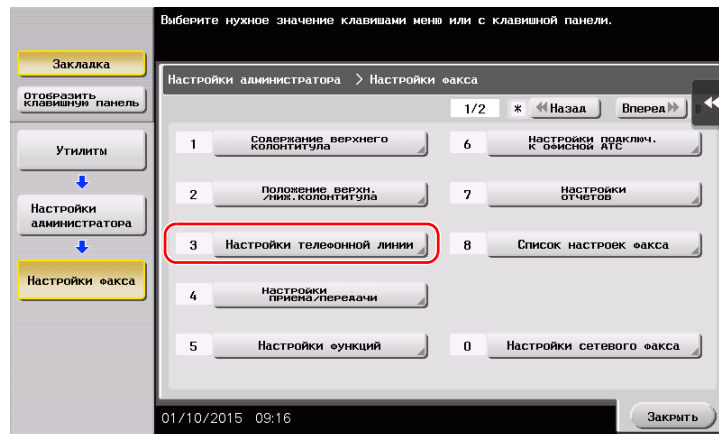 Выберите нужное значение клавишами меню или с клавишной панели.
Закладка
Отобразить
клавишную панель
Утилиты
Настройки
администратора
Настройки факса
Настройки администратора > Настройки факса
1/2 * Назад Вперед
1 Содержание верхнего
колонтитула
2 Положение верхн.
/ниж.колонтитула
3 Настройки телефонной линии
4 Настройки
приема/передачи
5 Настройки функций
6 Настройки подключ.
к офисной АТС
7 Настройки
отчетов
8 Список настроек факса
0 Настройки сетевого факса
01/10/2015 09:16
Закрыть